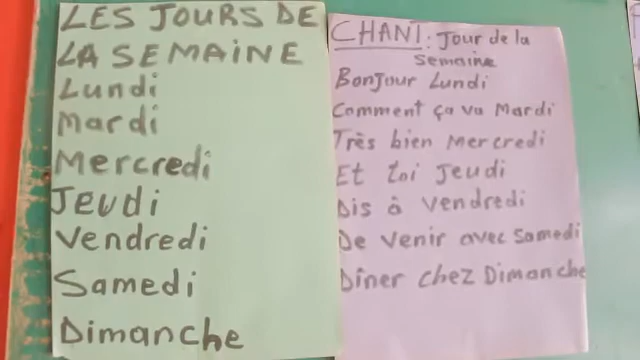 LES JOURS DE
LA SEMAINE
Lundi
Mardi
Mercredi
Jeudi
Vendredi
Samedi
Dimanche
CHANT: Jour de la
Semaine
Bonjour Lundi
Comment ça va Mardi
Très bien Mercredi
Et toi Jeudi
Dis à Vendredi
De venir avec Samedi
Dîner chez Dimanche